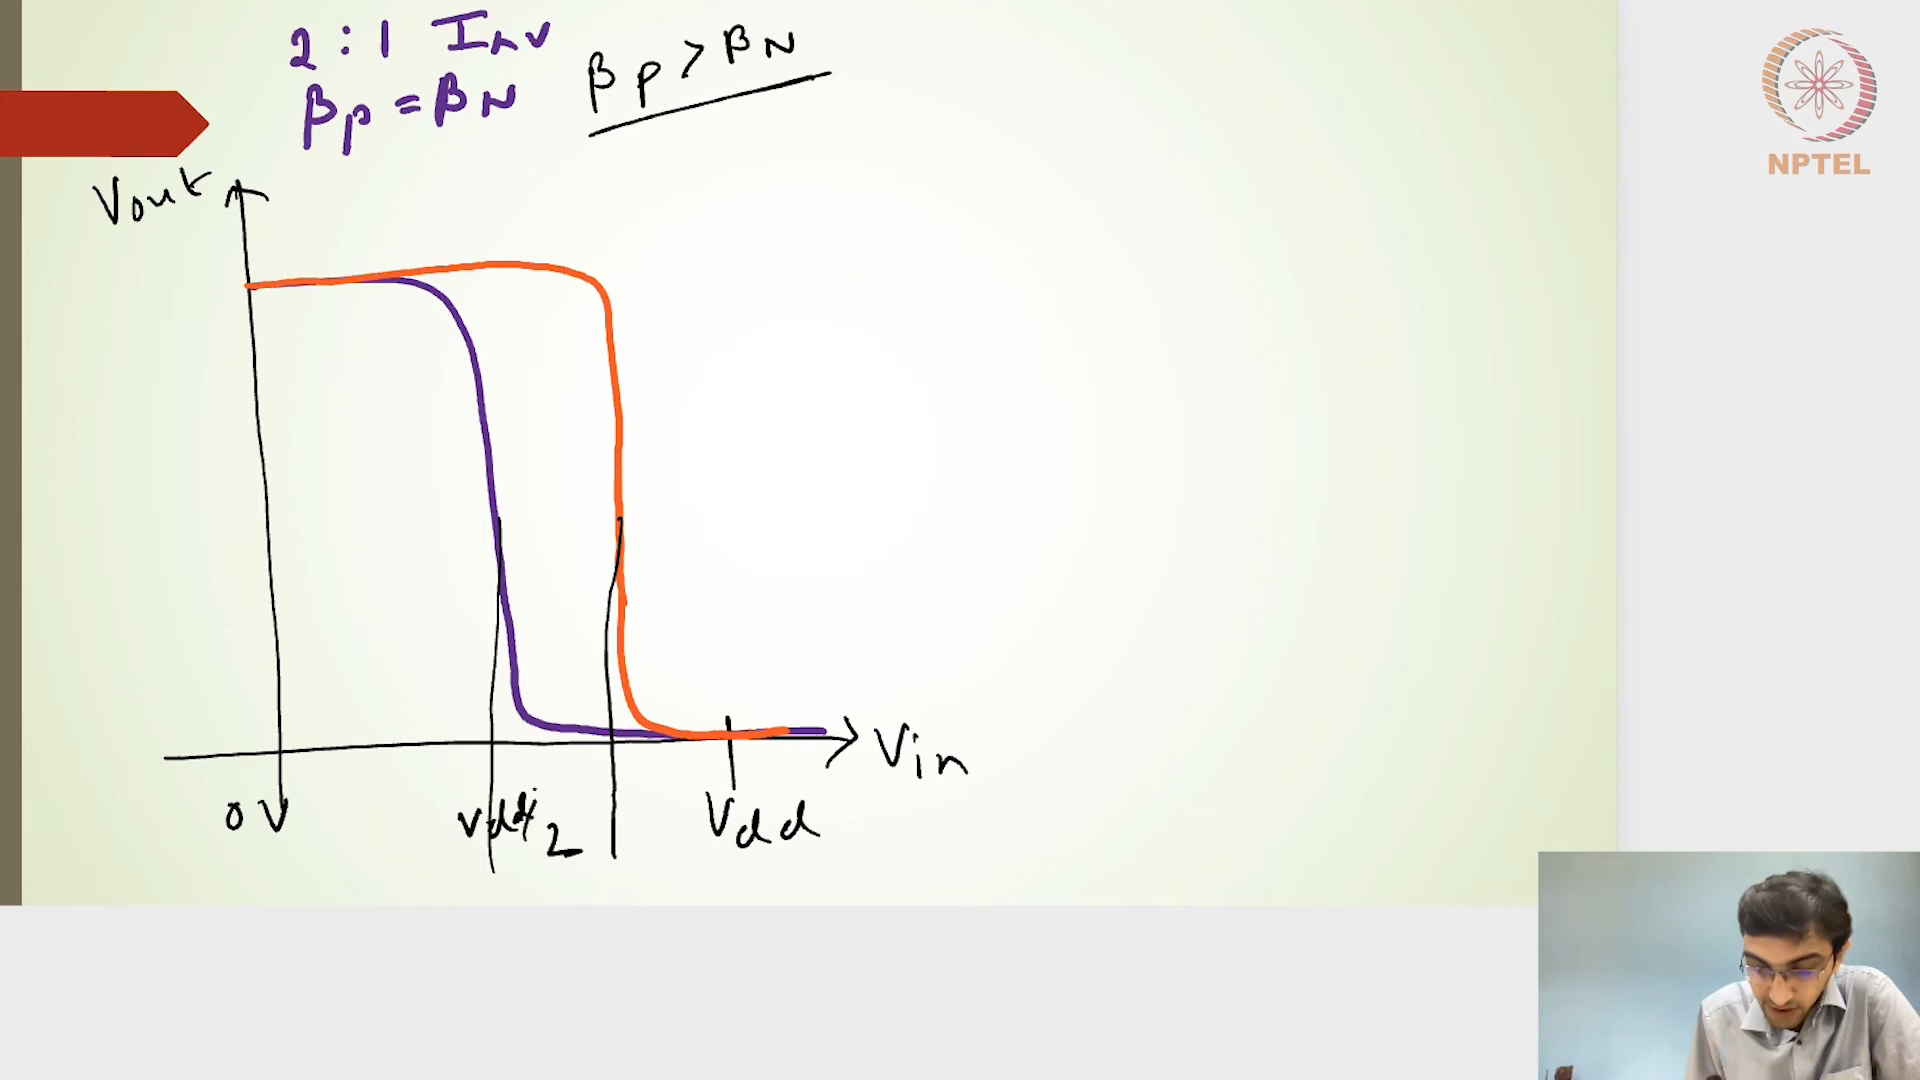 2 : 1 Inv
βp = βN
βp > βN
Vout
NPTEL
Vin
0V
Vdd/2
Vdd